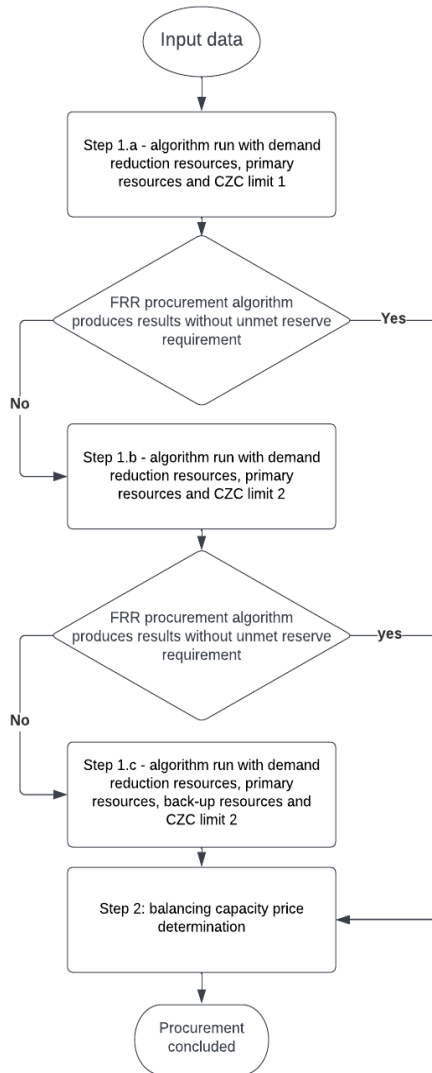 Input data
Step 1.a - algorithm run with demand
reduction resources, primary
resources and CZC limit 1
FRR procurement algorithm
produces results without unmet reserve
requirement
Yes
No
Step 1.b - algorithm run with demand
reduction resources, primary
resources and CZC limit 2
FRR procurement algorithm
produces results without unmet reserve
requirement
yes
No
Step 1.c - algorithm run with demand
reduction resources, primary
resources, back-up resources and
CZC limit 2
Step 2: balancing capacity price
determination
Procurement
concluded